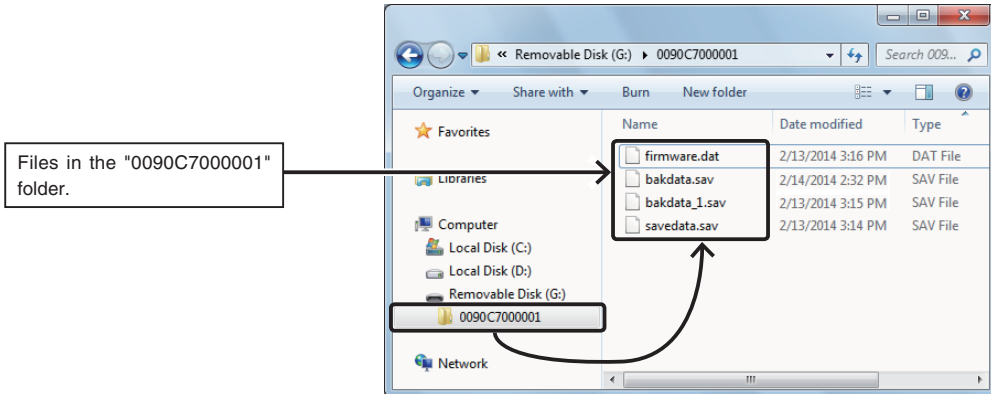 « Removable Disk (G:) ▸ 0090C7000001
Search 009...
Organize ▾ Share with ▾ Burn New folder
Files in the "0090C7000001"
folder.
Favorites
Libraries
Computer
Local Disk (C:)
Local Disk (D:)
Removable Disk (G:)
0090C7000001
Network
Name Date modified Type
firmware.dat 2/13/2014 3:16 PM DAT File
bakdata.sav 2/14/2014 2:32 PM SAV File
bakdata_1.sav 2/13/2014 3:15 PM SAV File
savedata.sav 2/13/2014 3:14 PM SAV File